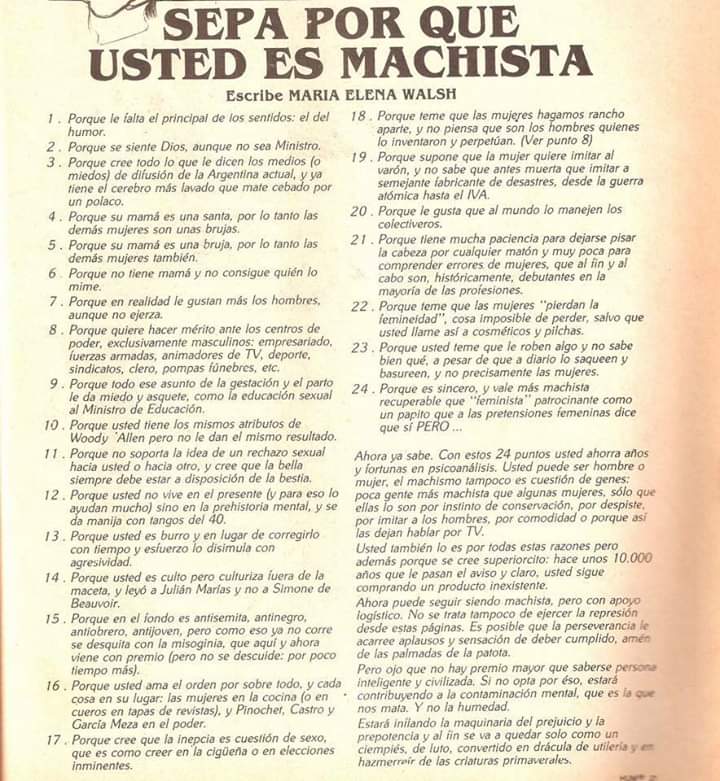 SEPA POR QUE
USTED ES MACHISTA
Escribe MARIA ELENA WALSH
1 . Porque le falta el principal de los sentidos: el del
humor.
2 . Porque se siente Dios, aunque no sea Ministro.
3 . Porque cree todo lo que le dicen los medios (o
miedos) de difusión de la Argentina actual, y ya
tiene el cerebro más lavado que mate cebado por
un polaco.
4 . Porque su mamá es una santa, por lo tanto las
demás mujeres son unas brujas.
5 . Porque su mamá es una bruja, por lo tanto las
demás mujeres también.
6 . Porque no tiene mamá y no consigue quién lo
mime.
7 . Porque en realidad le gustan más los hombres,
aunque no ejerza.
8 . Porque quiere hacer mérito ante los centros de
poder, exclusivamente masculinos: empresariado,
fuerzas armadas, animadores de TV, deporte,
sindicatos, clero, pompas fúnebres, etc.
9 . Porque todo ese asunto de la gestación y el parto
le da miedo y asquete, como la educación sexual
al Ministro de Educación.
10 . Porque usted tiene los mismos atributos de
Woody Allen pero no le dan el mismo resultado.
11 . Porque no soporta la idea de un rechazo sexual
hacia usted o hacia otro, y cree que la bella
siempre debe estar a disposición de la bestia.
12 . Porque usted no vive en el presente (y para eso lo
ayudan mucho) sino en la prehistoria mental, y se
da manija con tangos del 40.
13 . Porque usted es burro y en lugar de corregirlo
con tiempo y esfuerzo lo disimula con
agresividad.
14 . Porque usted es culto pero culturiza fuera de la
maceta, y leyó a Julián Marías y no a Simone de
Beauvoir.
15 . Porque en el fondo es antisemita, antinegro,
antiobrero, antijoven, pero como eso ya no corre
se desquita con la misoginia, que aquí y ahora
viene con premio (pero no se descuide: por poco
tiempo más).
16 . Porque usted ama el orden por sobre todo, y cada
cosa en su lugar: las mujeres en la cocina (o en
cueros en tapas de revistas), y Pinochet, Castro y
García Meza en el poder.
17 . Porque cree que la inepcia es cuestión de sexo,
que es como creer en la cigüeña o en elecciones
inminentes.
18 . Porque teme que las mujeres hagamos rancho
aparte, y no piensa que son los hombres quienes
lo inventaron y perpetúan. (Ver punto 8)
19 . Porque supone que la mujer quiere imitar al
varón, y no sabe que antes muerta que imitar a
semejante fabricante de desastres, desde la guerra
atómica hasta el IVA.
20 . Porque le gusta que al mundo lo manejen los
colectiveros.
21 . Porque tiene mucha paciencia para dejarse pisar
la cabeza por cualquier matón y muy poca para
comprender errores de mujeres, que al fin y al
cabo son, históricamente, debutantes en la
mayoría de las profesiones.
22 . Porque teme que las mujeres "pierdan la
femineidad", cosa imposible de perder, salvo que
usted llame así a cosméticos y pilchas.
23 . Porque usted teme que le roben algo y no sabe
bien qué, a pesar de que a diario lo saqueen y
basureen, y no precisamente las mujeres.
24 . Porque es sincero, y vale más machista
recuperable que "feminista" patrocinante como
un papito que a las pretensiones femeninas dice
que sí PERO ...
Ahora ya sabe. Con estos 24 puntos usted ahorra años
y fortunas en psicoanálisis. Usted puede ser hombre o
mujer, el machismo tampoco es cuestión de genes:
poca gente más machista que algunas mujeres, sólo que
ellas lo son por instinto de conservación, por despiste,
por imitar a los hombres, por comodidad o porque así
las dejan hablar por TV.
Usted también lo es por todas estas razones pero
además porque se cree superiorcito: hace unos 10.000
años que le pasan el aviso y claro, usted sigue
comprando un producto inexistente.
Ahora puede seguir siendo machista, pero con apoyo
logístico. No se trata tampoco de ejercer la represión
desde estas páginas. Es posible que la perseverancia le
acarree aplausos y sensación de deber cumplido, amén
de las palmadas de la patota.
Pero ojo que no hay premio mayor que saberse persona
inteligente y civilizada. Si no opta por éso, estará
contribuyendo a la contaminación mental, que es la que
nos mata. Y no la humedad.
Estará inflando la maquinaria del prejuicio y la
prepotencia y al fin se va a quedar solo como un
ciempiés, de luto, convertido en drácula de utilería y en
hazmerreír de las criaturas primaverales.